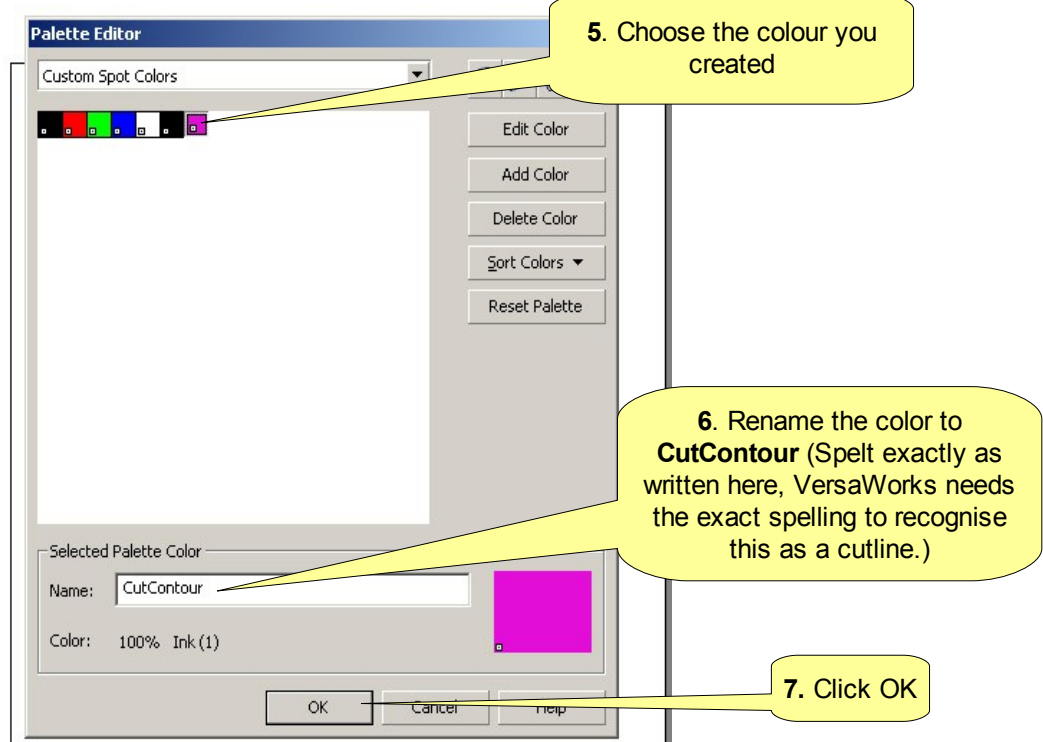 Palette Editor
5. Choose the colour you
created
Custom Spot Colors
Edit Color
Add Color
Delete Color
Sort Colors
Reset Palette
6. Rename the color to
CutContour (Spelt exactly as
written here, VersaWorks needs
the exact spelling to recognise
this as a cutline.)
Selected Palette Color
Name: CutContour
Color: 100% Ink (1)
7. Click OK
OK Cancel Help